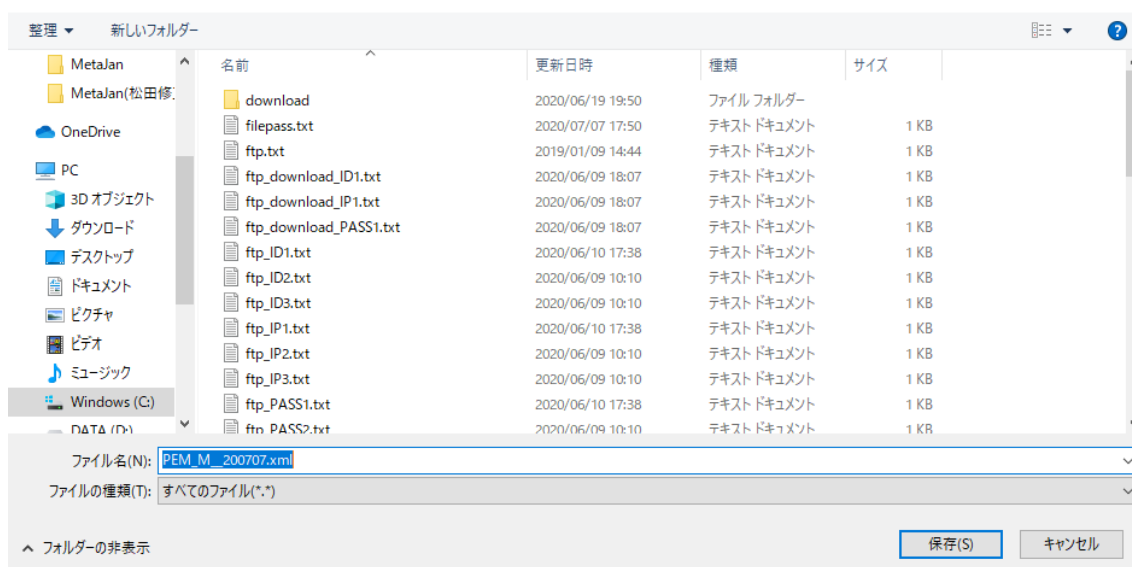 整理 新しいフォルダー
名前 更新日時 種類 サイズ
MetaJan
MetaJan(松田修
OneDrive
PC
3D オブジェクト
ダウンロード
デスクトップ
ドキュメント
ピクチャ
ビデオ
ミュージック
Windows (C:)
DATA (D:)
download 2020/06/19 19:50 ファイル フォルダー
filepass.txt 2020/07/07 17:50 テキスト ドキュメント 1 KB
ftp.txt 2019/01/09 14:44 テキスト ドキュメント 1 KB
ftp_download_ID1.txt 2020/06/09 18:07 テキスト ドキュメント 1 KB
ftp_download_IP1.txt 2020/06/09 18:07 テキスト ドキュメント 1 KB
ftp_download_PASS1.txt 2020/06/09 18:07 テキスト ドキュメント 1 KB
ftp_ID1.txt 2020/06/10 17:38 テキスト ドキュメント 1 KB
ftp_ID2.txt 2020/06/09 10:10 テキスト ドキュメント 1 KB
ftp_ID3.txt 2020/06/09 10:10 テキスト ドキュメント 1 KB
ftp_IP1.txt 2020/06/10 17:38 テキスト ドキュメント 1 KB
ftp_IP2.txt 2020/06/09 10:10 テキスト ドキュメント 1 KB
ftp_IP3.txt 2020/06/09 10:10 テキスト ドキュメント 1 KB
ftp_PASS1.txt 2020/06/10 17:38 テキスト ドキュメント 1 KB
ftp_PASS2.txt 2020/06/09 10:10 テキスト ドキュメント 1 KB
ファイル名(N): PEM_M__200707.xml
ファイルの種類(T): すべてのファイル(*.*)
フォルダーの非表示 保存(S) キャンセル